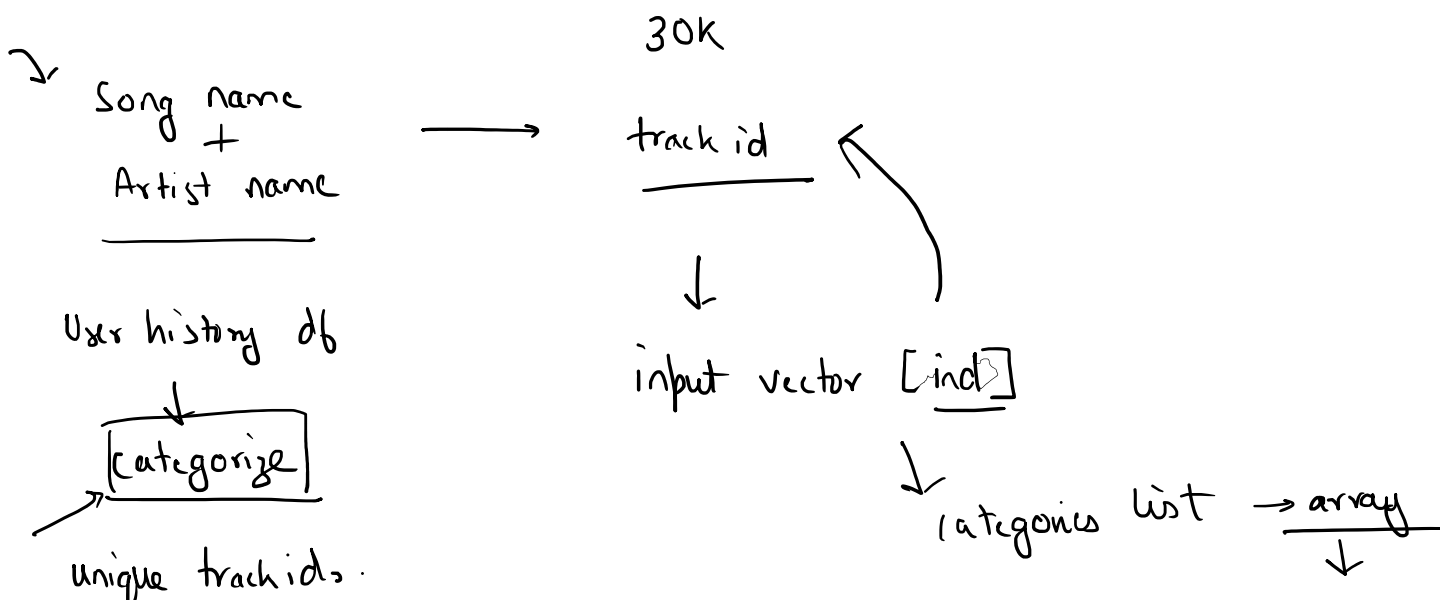 30K
Song name
+
Artist name
track id
User history db
input vector [ind]
categorize
categories list → array
unique track ids.